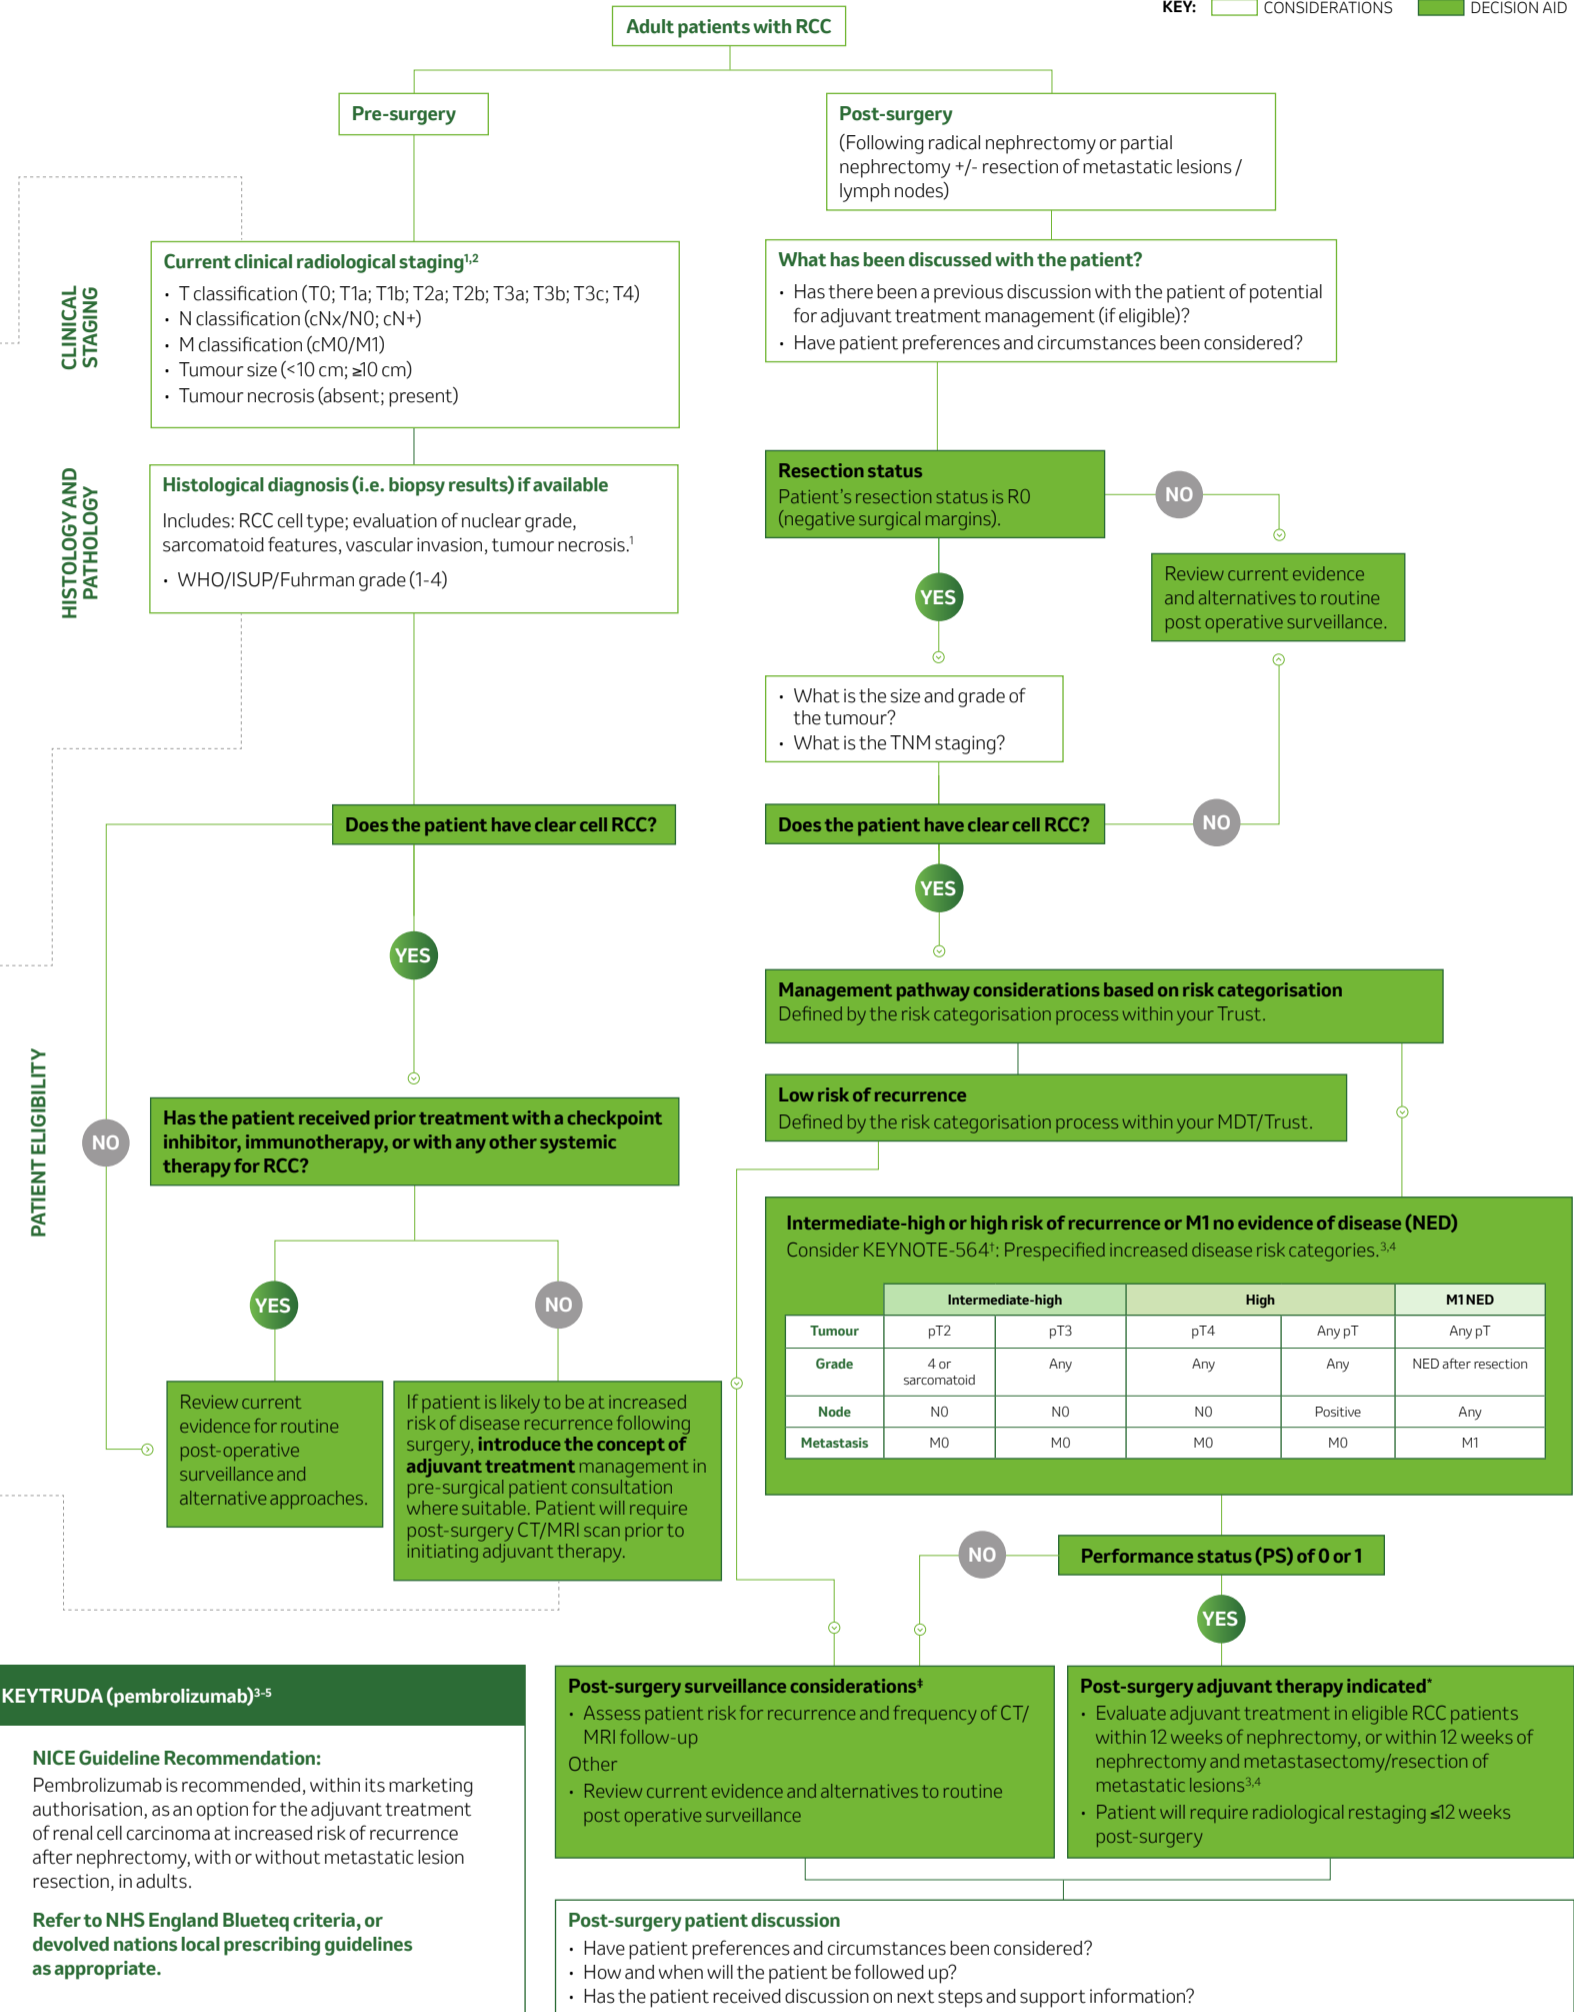 KEY: CONSIDERATIONS DECISION AID
Adult patients with RCC
Pre-surgery
Post-surgery
(Following radical nephrectomy or partial
nephrectomy +/- resection of metastatic lesions /
lymph nodes)
CLINICAL
STAGING
Current clinical radiological staging1,2
• T classification (T0; T1a; T1b; T2a; T2b; T3a; T3b; T3c; T4)
• N classification (cNx/N0; cN+)
• M classification (cM0/M1)
• Tumour size (<10 cm; ≥10 cm)
• Tumour necrosis (absent; present)
What has been discussed with the patient?
• Has there been a previous discussion with the patient of potential
for adjuvant treatment management (if eligible)?
• Have patient preferences and circumstances been considered?
HISTOLOGY AND
PATHOLOGY
Histological diagnosis (i.e. biopsy results) if available
Includes: RCC cell type; evaluation of nuclear grade,
sarcomatoid features, vascular invasion, tumour necrosis.1
• WHO/ISUP/Fuhrman grade (1-4)
Resection status
Patient's resection status is R0
(negative surgical margins).
NO
YES
Review current evidence
and alternatives to routine
post operative surveillance.
• What is the size and grade of
the tumour?
• What is the TNM staging?
Does the patient have clear cell RCC?
Does the patient have clear cell RCC?
NO
YES
YES
Management pathway considerations based on risk categorisation
Defined by the risk categorisation process within your Trust.
PATIENT ELIGIBILITY
NO
Has the patient received prior treatment with a checkpoint
inhibitor, immunotherapy, or with any other systemic
therapy for RCC?
Low risk of recurrence
Defined by the risk categorisation process within your MDT/Trust.
YES
NO
Review current
evidence for routine
post-operative
surveillance and
alternative approaches.
If patient is likely to be at increased
risk of disease recurrence following
surgery, introduce the concept of
adjuvant treatment management in
pre-surgical patient consultation
where suitable. Patient will require
post-surgery CT/MRI scan prior to
initiating adjuvant therapy.
Intermediate-high or high risk of recurrence or M1 no evidence of disease (NED)
Consider KEYNOTE-564†: Prespecified increased disease risk categories.3,4
Intermediate-high High M1 NED
Tumour pT2 pT3 pT4 Any pT Any pT
Grade 4 or sarcomatoid Any Any Any NED after resection
Node N0 N0 N0 Positive Any
Metastasis M0 M0 M0 M0 M1
NO
Performance status (PS) of 0 or 1
YES
KEYTRUDA (pembrolizumab)3-5
NICE Guideline Recommendation:
Pembrolizumab is recommended, within its marketing
authorisation, as an option for the adjuvant treatment
of renal cell carcinoma at increased risk of recurrence
after nephrectomy, with or without metastatic lesion
resection, in adults.
Refer to NHS England Blueteq criteria, or
devolved nations local prescribing guidelines
as appropriate.
Post-surgery surveillance considerations‡
• Assess patient risk for recurrence and frequency of CT/
MRI follow-up
Other
• Review current evidence and alternatives to routine
post operative surveillance
Post-surgery adjuvant therapy indicated*
• Evaluate adjuvant treatment in eligible RCC patients
within 12 weeks of nephrectomy, or within 12 weeks of
nephrectomy and metastasectomy/resection of
metastatic lesions3,4
• Patient will require radiological restaging ≤12 weeks
post-surgery
Post-surgery patient discussion
• Have patient preferences and circumstances been considered?
• How and when will the patient be followed up?
• Has the patient received discussion on next steps and support information?